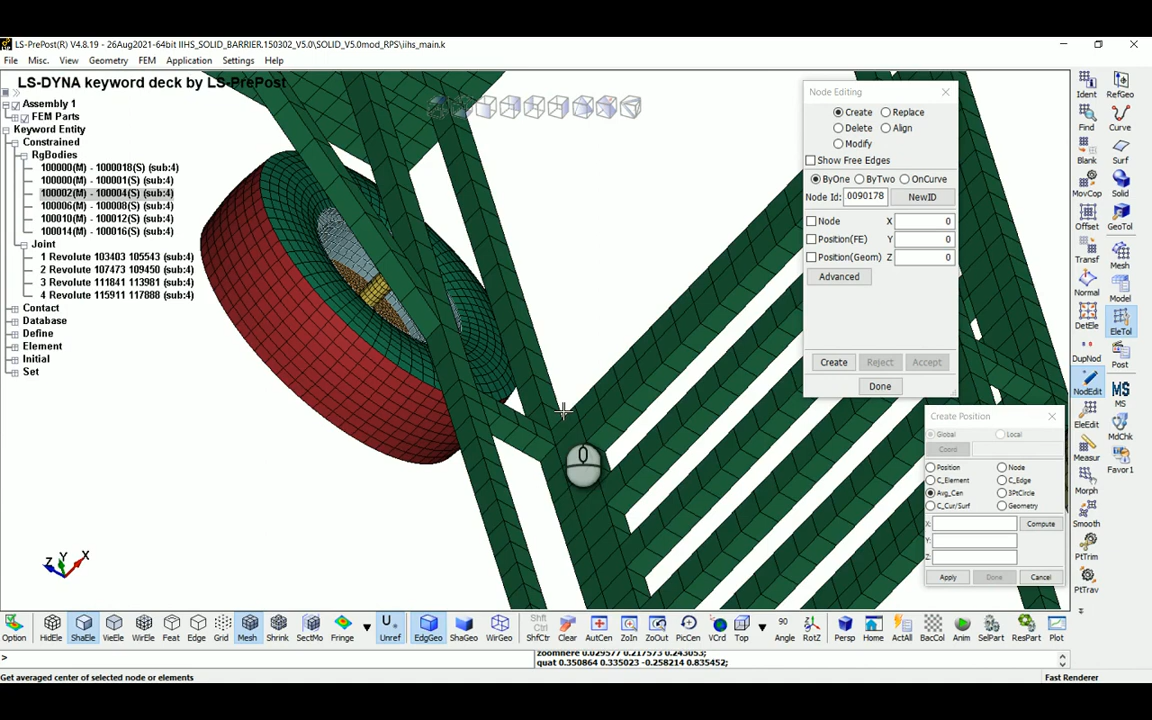 LS-PrePost(R) V4.8.19 - 26Aug2021-64bit IIHS_SOLID_BARRIER.150302_V5.0\SOLID_V5.0mod_RPS\iihs_main.k
File Misc. View Geometry FEM Application Settings Help
LS-DYNA keyword deck by LS-PrePost
Assembly 1
FEM Parts
Keyword Entity
Constrained
RgBodies
100000(M) - 1000018(S) (sub:4)
100000(M) - 100001(S) (sub:4)
100002(M) - 100004(S) (sub:4)
100006(M) - 100008(S) (sub:4)
100010(M) - 100012(S) (sub:4)
100014(M) - 100016(S) (sub:4)
Joint
1 Revolute 103403 105543 (sub:4)
2 Revolute 107473 109450 (sub:4)
3 Revolute 111841 113981 (sub:4)
4 Revolute 115911 117888 (sub:4)
Contact
Database
Define
Element
Initial
Set
Node Editing
Create Replace
Delete Align
Modify
Show Free Edges
ByOne ByTwo OnCurve
Node Id: 0090178 NewID
Node X 0
Position(FE) Y 0
Position(Geom) Z 0
Advanced
Create Reject Accept
Done
Create Position
Global Local
Coord
Position Node
C_Element C_Edge
Avg_Cen 3PtCircle
C_Cur/Surf Geometry
X: Compute
Y:
Z:
Apply Done Cancel
Ident RefGeo
Find Curve
Blank Surf
MovCop Solid
Offset GeoTol
Transf Mesh
Normal Model
DetEle EleTol
DupNod Post
NodEdit MS
EleEdit MdChk
Measur Favor1
Morph
Smooth
PtTrim
PtTrav
Z Y X
Option HidEle ShaEle VieEle WirEle Feat Edge Grid Mesh Shrink SectMo Fringe Unref EdgGeo ShaGeo WirGeo ShfCtr Clear AutCen ZoIn ZoOut PicCen VCrd Top Angle RotZ Persp Home ActAll BacCol Anim SelPart ResPart Plot
U.
Shft Ctrl
90
>
zoomhere 0.029577 0.217573 0.243053;
quat 0.350864 0.335023 -0.258214 0.835452;
Get averaged center of selected node or elements
Fast Renderer